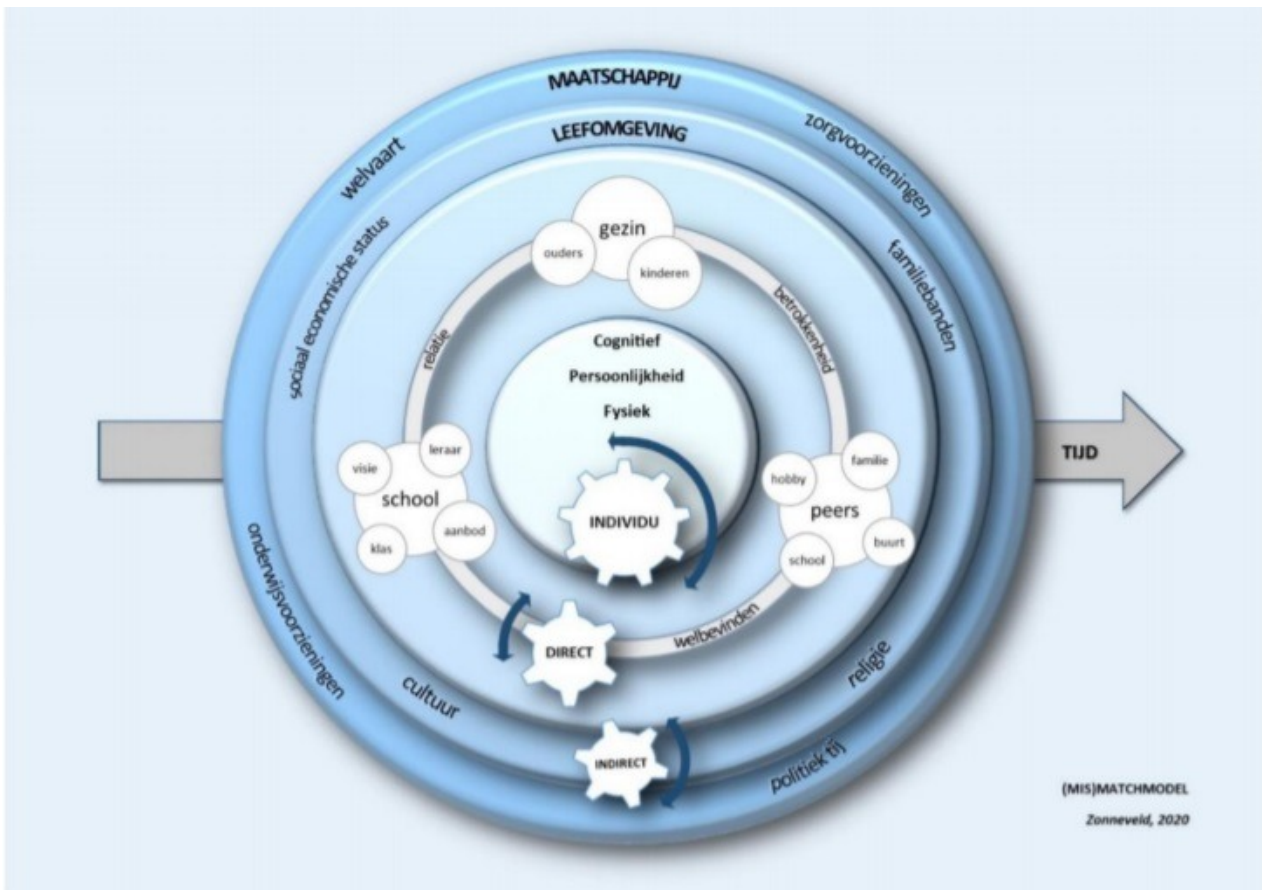 MAATSCHAPPIJ
zorgvoorzieningen
welvaart
LEEFOMGEVING
sociaal economische status
familiebanden
gezin
ouders
kinderen
relatie
betrokkenheid
Cognitief
Persoonlijkheid
Fysiek
TIJD
leraar
visie
school
aanbod
klas
familie
hobby
peers
buurt
school
INDIVIDU
welbevinden
DIRECT
onderwijsvoorzieningen
cultuur
religie
INDIRECT
politiek tij
(MIS)MATCHMODEL
Zonneveld, 2020